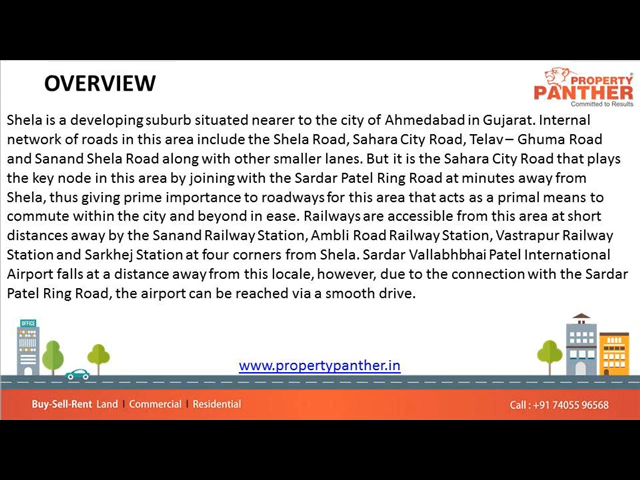 OVERVIEW
PROPERTY
PANTHER
Committed to Results
Shela is a developing suburb situated nearer to the city of Ahmedabad in Gujarat. Internal
network of roads in this area include the Shela Road, Sahara City Road, Telav – Ghuma Road
and Sanand Shela Road along with other smaller lanes. But it is the Sahara City Road that plays
the key node in this area by joining with the Sardar Patel Ring Road at minutes away from
Shela, thus giving prime importance to roadways for this area that acts as a primal means to
commute within the city and beyond in ease. Railways are accessible from this area at short
distances away by the Sanand Railway Station, Ambli Road Railway Station, Vastrapur Railway
Station and Sarkhej Station at four corners from Shela. Sardar Vallabhbhai Patel International
Airport falls at a distance away from this locale, however, due to the connection with the Sardar
Patel Ring Road, the airport can be reached via a smooth drive.
OFFICE
www.propertypanther.in
Buy-Sell-Rent Land | Commercial | Residential
Call : +91 74055 96568